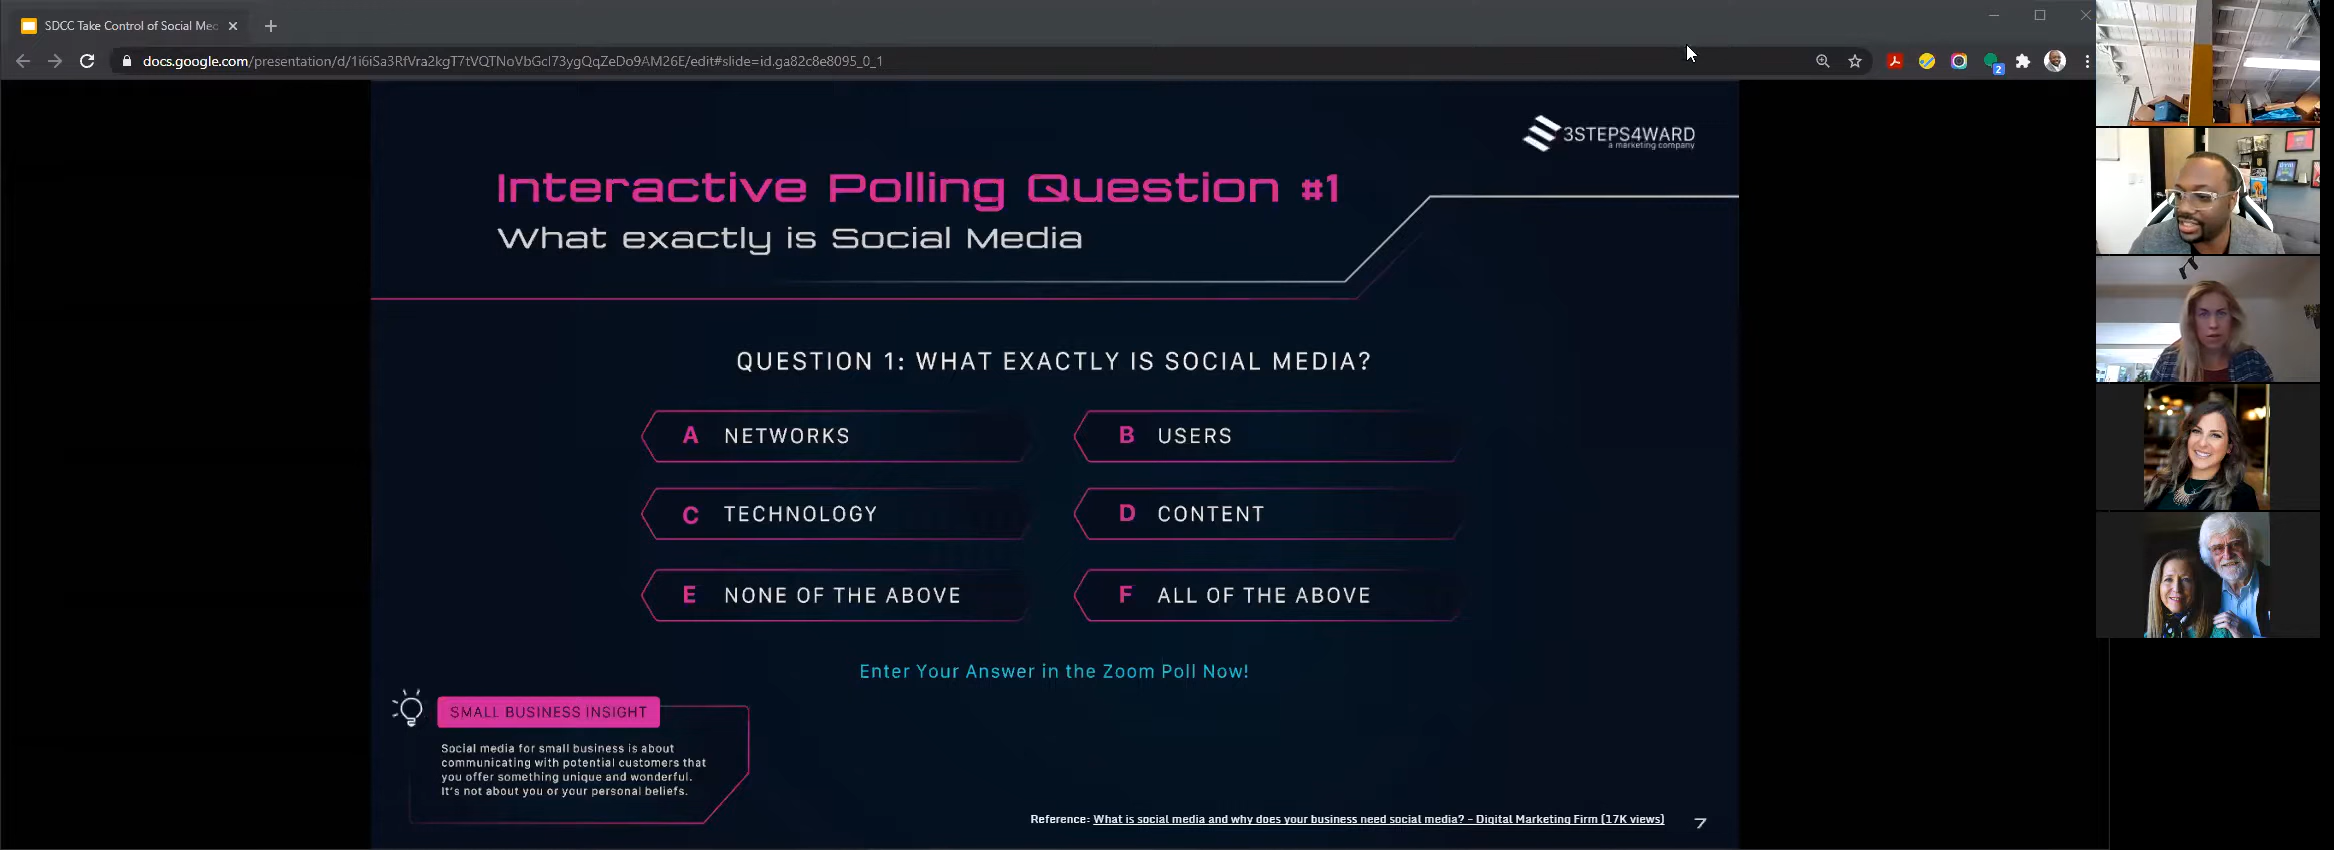 SDCC Take Control of Social Mec
docs.google.com/presentation/d/1i6iSa3RfVra2kgT7tVQTNoVbGcI73ygQqZeDo9AM26E/edit#slide=id.ga82c8e8095_0_1
2
3STEPS4WARD
a marketing company
Interactive Polling Question #1
What exactly is Social Media
QUESTION 1: WHAT EXACTLY IS SOCIAL MEDIA?
A NETWORKS
B USERS
C TECHNOLOGY
D CONTENT
E NONE OF THE ABOVE
F ALL OF THE ABOVE
Enter Your Answer in the Zoom Poll Now!
SMALL BUSINESS INSIGHT
Social media for small business is about
communicating with potential customers that
you offer something unique and wonderful.
It's not about you or your personal beliefs.
Reference: What is social media and why does your business need social media? - Digital Marketing Firm (17K views)
7